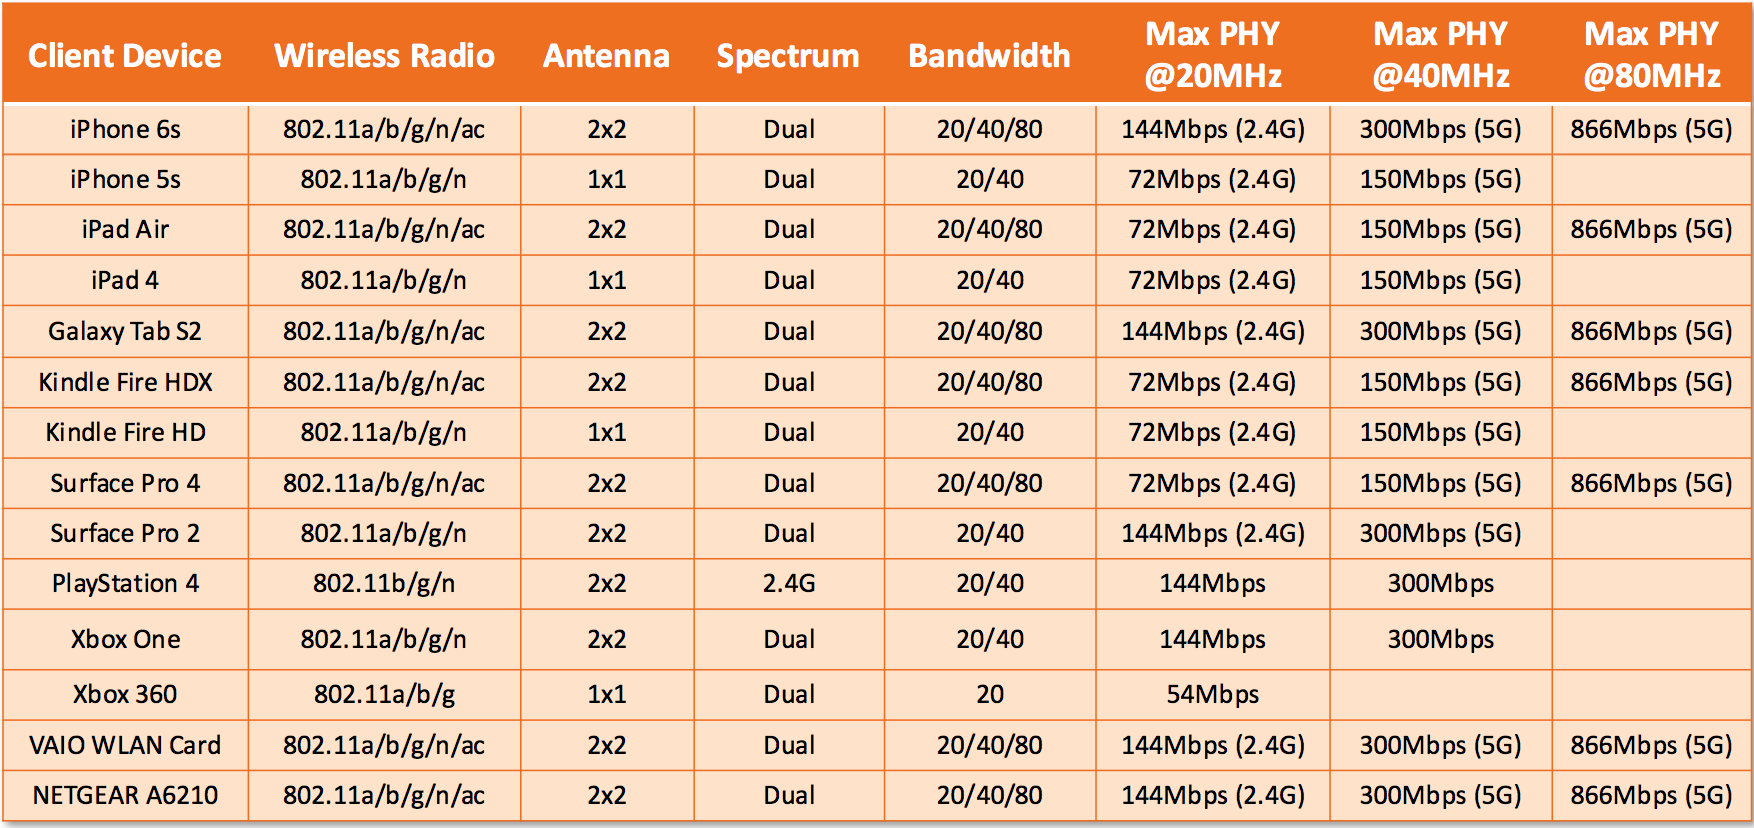 Client Device Wireless Radio Antenna Spectrum Bandwidth Max PHY @20MHz Max PHY @40MHz Max PHY @80MHz
iPhone 6s 802.11a/b/g/n/ac 2x2 Dual 20/40/80 144Mbps (2.4G) 300Mbps (5G) 866Mbps (5G)
iPhone 5s 802.11a/b/g/n 1x1 Dual 20/40 72Mbps (2.4G) 150Mbps (5G)
iPad Air 802.11a/b/g/n/ac 2x2 Dual 20/40/80 72Mbps (2.4G) 150Mbps (5G) 866Mbps (5G)
iPad 4 802.11a/b/g/n 1x1 Dual 20/40 72Mbps (2.4G) 150Mbps (5G)
Galaxy Tab S2 802.11a/b/g/n/ac 2x2 Dual 20/40/80 144Mbps (2.4G) 300Mbps (5G) 866Mbps (5G)
Kindle Fire HDX 802.11a/b/g/n/ac 2x2 Dual 20/40/80 72Mbps (2.4G) 150Mbps (5G) 866Mbps (5G)
Kindle Fire HD 802.11a/b/g/n 1x1 Dual 20/40 72Mbps (2.4G) 150Mbps (5G)
Surface Pro 4 802.11a/b/g/n/ac 2x2 Dual 20/40/80 72Mbps (2.4G) 150Mbps (5G) 866Mbps (5G)
Surface Pro 2 802.11a/b/g/n 2x2 Dual 20/40 144Mbps (2.4G) 300Mbps (5G)
PlayStation 4 802.11b/g/n 2x2 2.4G 20/40 144Mbps 300Mbps
Xbox One 802.11a/b/g/n 2x2 Dual 20/40 144Mbps 300Mbps
Xbox 360 802.11a/b/g 1x1 Dual 20 54Mbps
VAIO WLAN Card 802.11a/b/g/n/ac 2x2 Dual 20/40/80 144Mbps (2.4G) 300Mbps (5G) 866Mbps (5G)
NETGEAR A6210 802.11a/b/g/n/ac 2x2 Dual 20/40/80 144Mbps (2.4G) 300Mbps (5G) 866Mbps (5G)